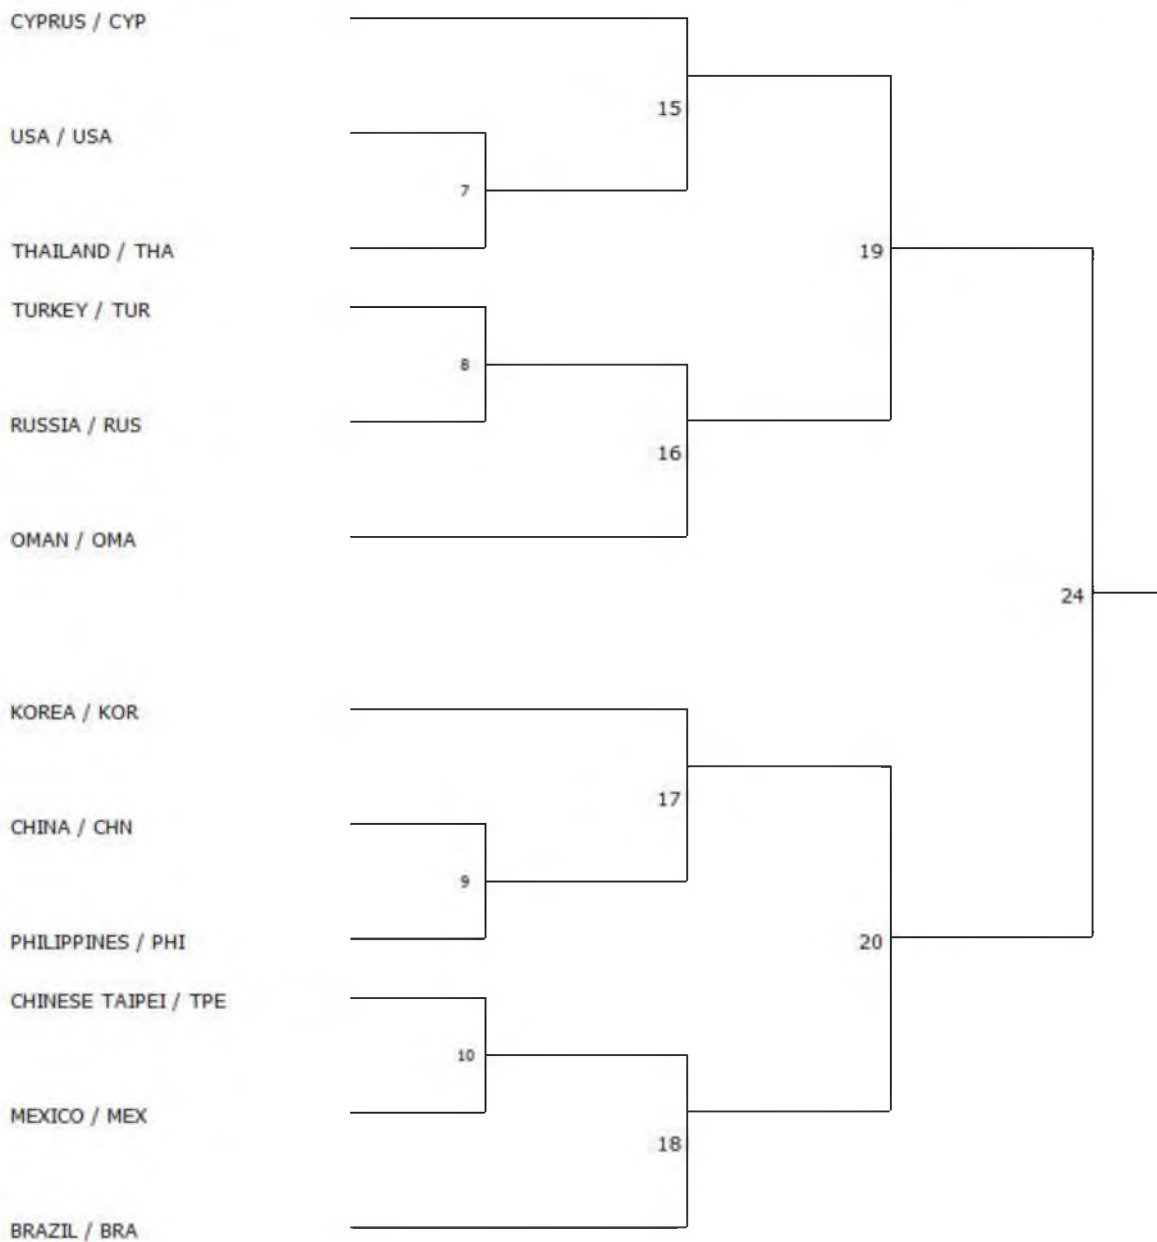 CYPRUS / CYP
15
USA / USA
7
THAILAND / THA
19
TURKEY / TUR
8
RUSSIA / RUS
16
OMAN / OMA
24
KOREA / KOR
17
CHINA / CHN
9
PHILIPPINES / PHI
20
CHINESE TAIPEI / TPE
10
MEXICO / MEX
18
BRAZIL / BRA